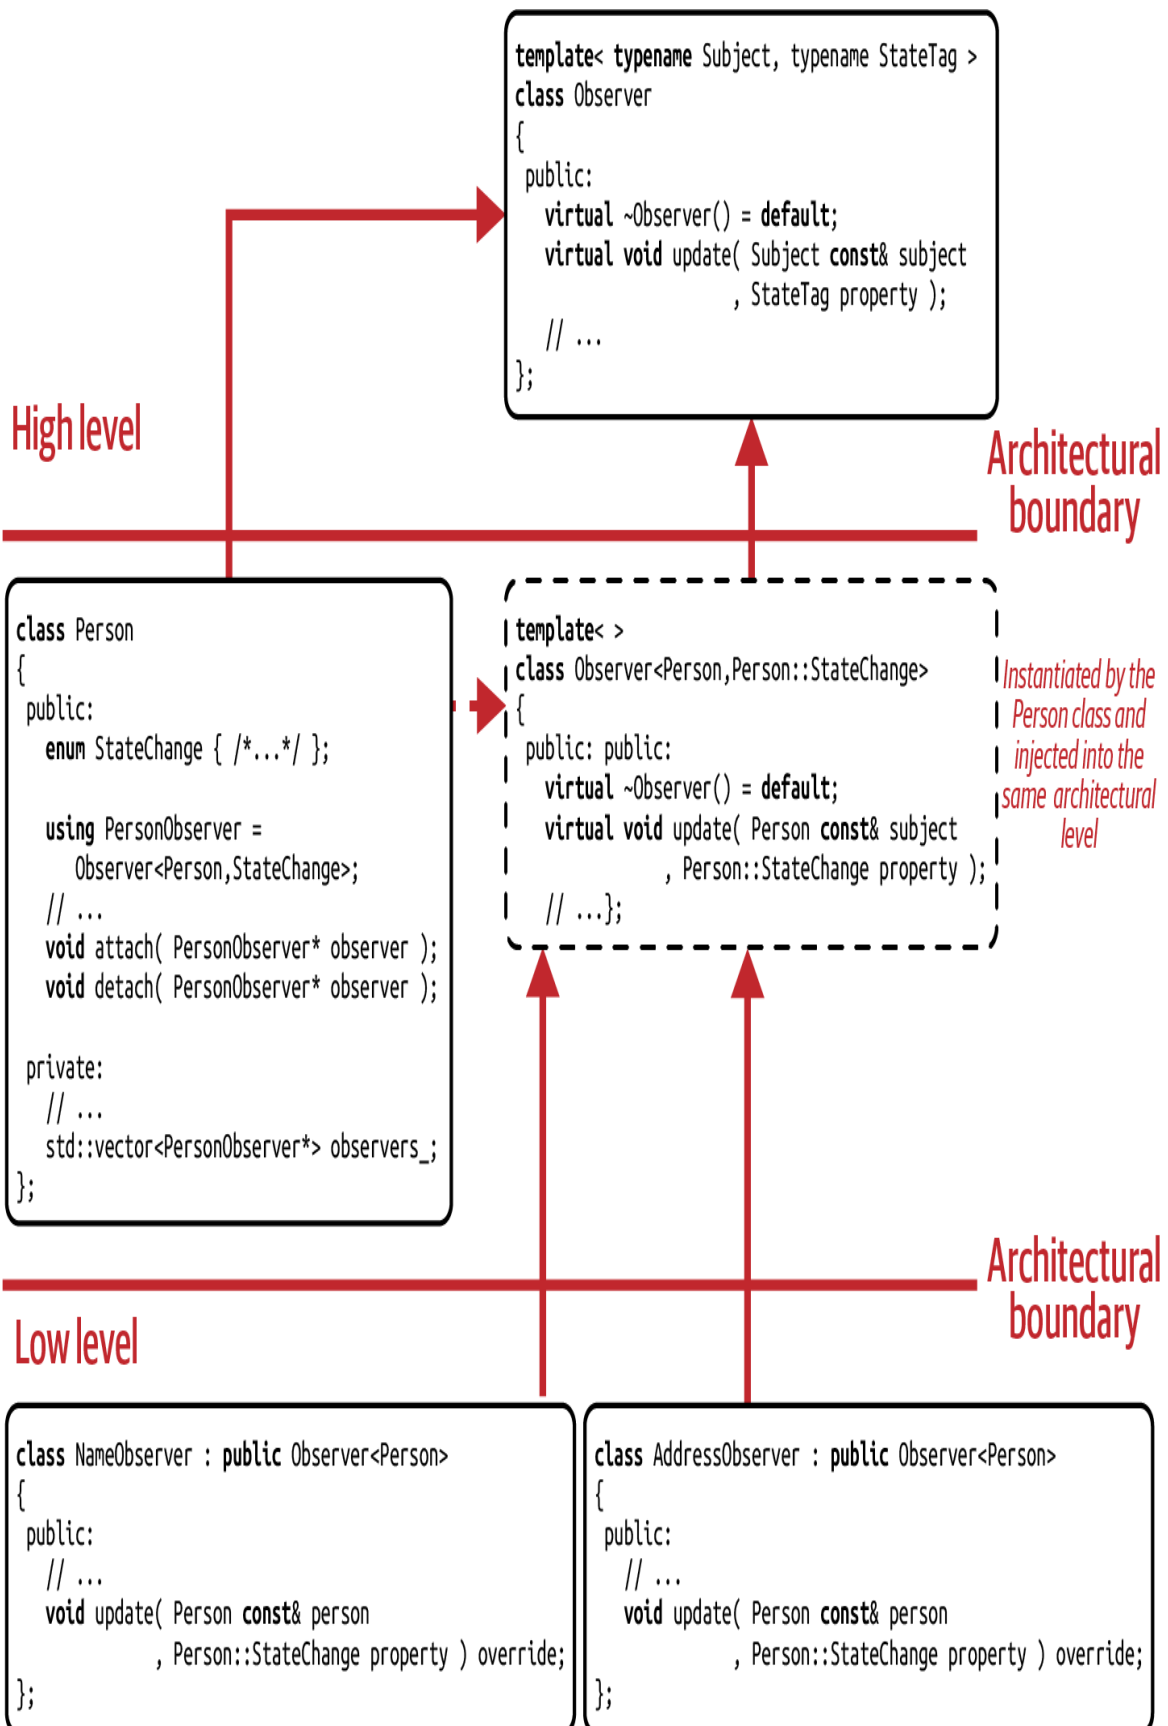 template< typename Subject, typename StateTag >
class Observer
{
public:
virtual ~Observer() = default;
virtual void update( Subject const& subject
, StateTag property );
// ...
};
High level
Architectural
boundary
class Person
{
public:
enum StateChange { /*...*/ };
using PersonObserver =
Observer<Person,StateChange>;
// ...
void attach( PersonObserver* observer );
void detach( PersonObserver* observer );
private:
// ...
std::vector<PersonObserver*> observers_;
};
template< >
class Observer<Person,Person::StateChange>
{
public: public:
virtual ~Observer() = default;
virtual void update( Person const& subject
, Person::StateChange property );
// ...};
Instantiated by the
Person class and
injected into the
same architectural
level
Architectural
boundary
Low level
class NameObserver : public Observer<Person>
{
public:
// ...
void update( Person const& person
, Person::StateChange property ) override;
};
class AddressObserver : public Observer<Person>
{
public:
// ...
void update( Person const& person
, Person::StateChange property ) override;
};